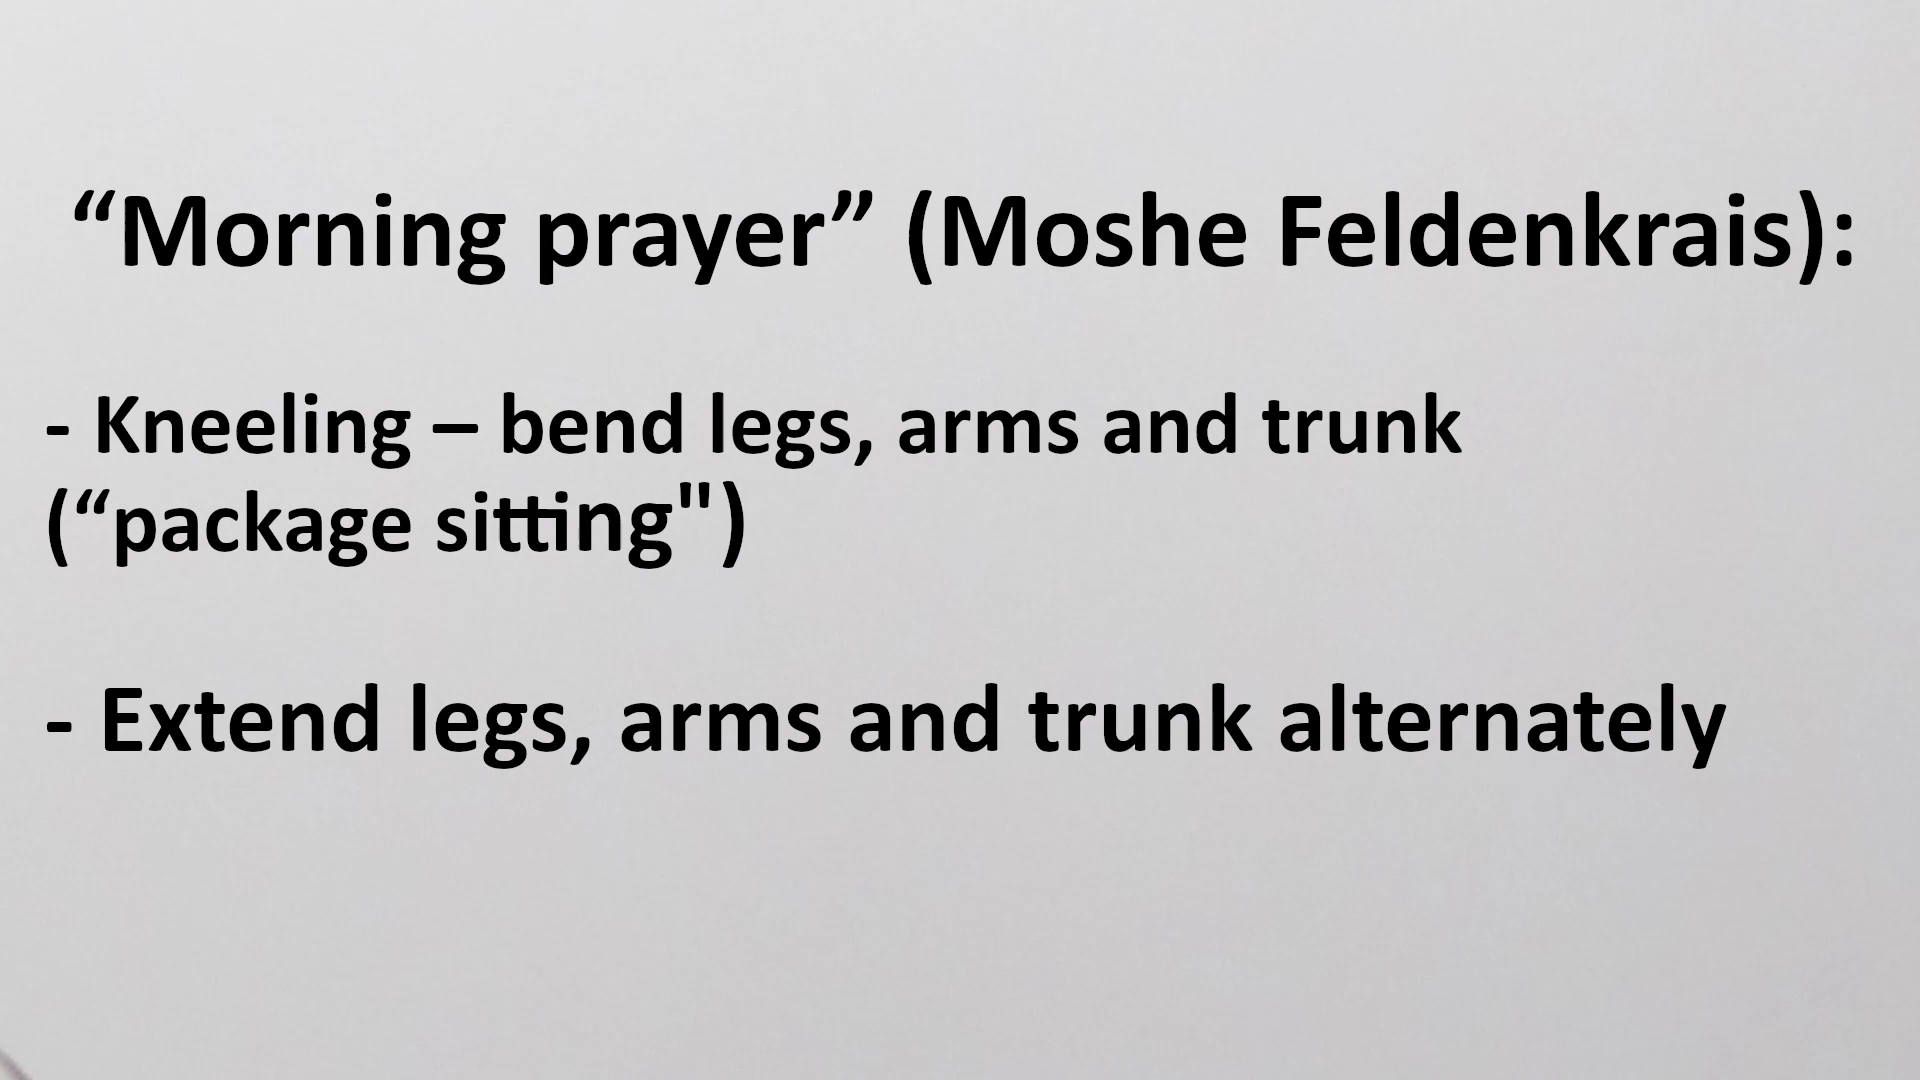 “Morning prayer” (Moshe Feldenkrais):
- Kneeling – bend legs, arms and trunk
(“package sitting")
- Extend legs, arms and trunk alternately